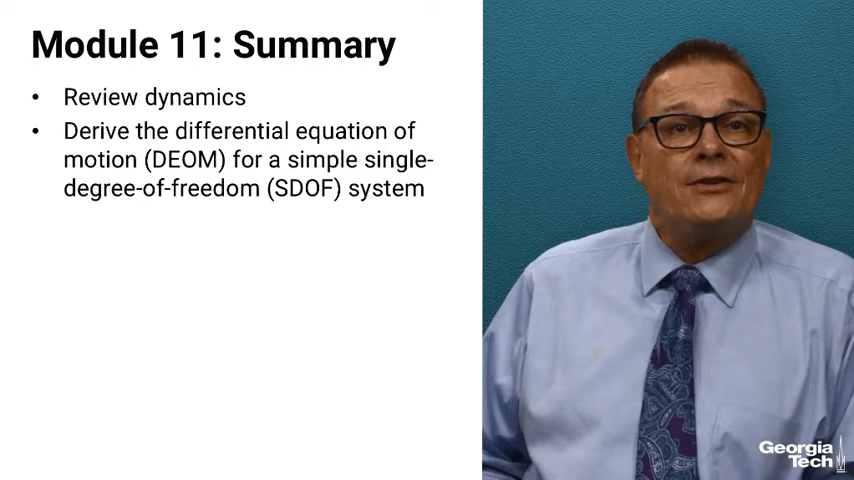 Module 11: Summary
• Review dynamics
• Derive the differential equation of
motion (DEOM) for a simple single-
degree-of-freedom (SDOF) system
Georgia
Tech